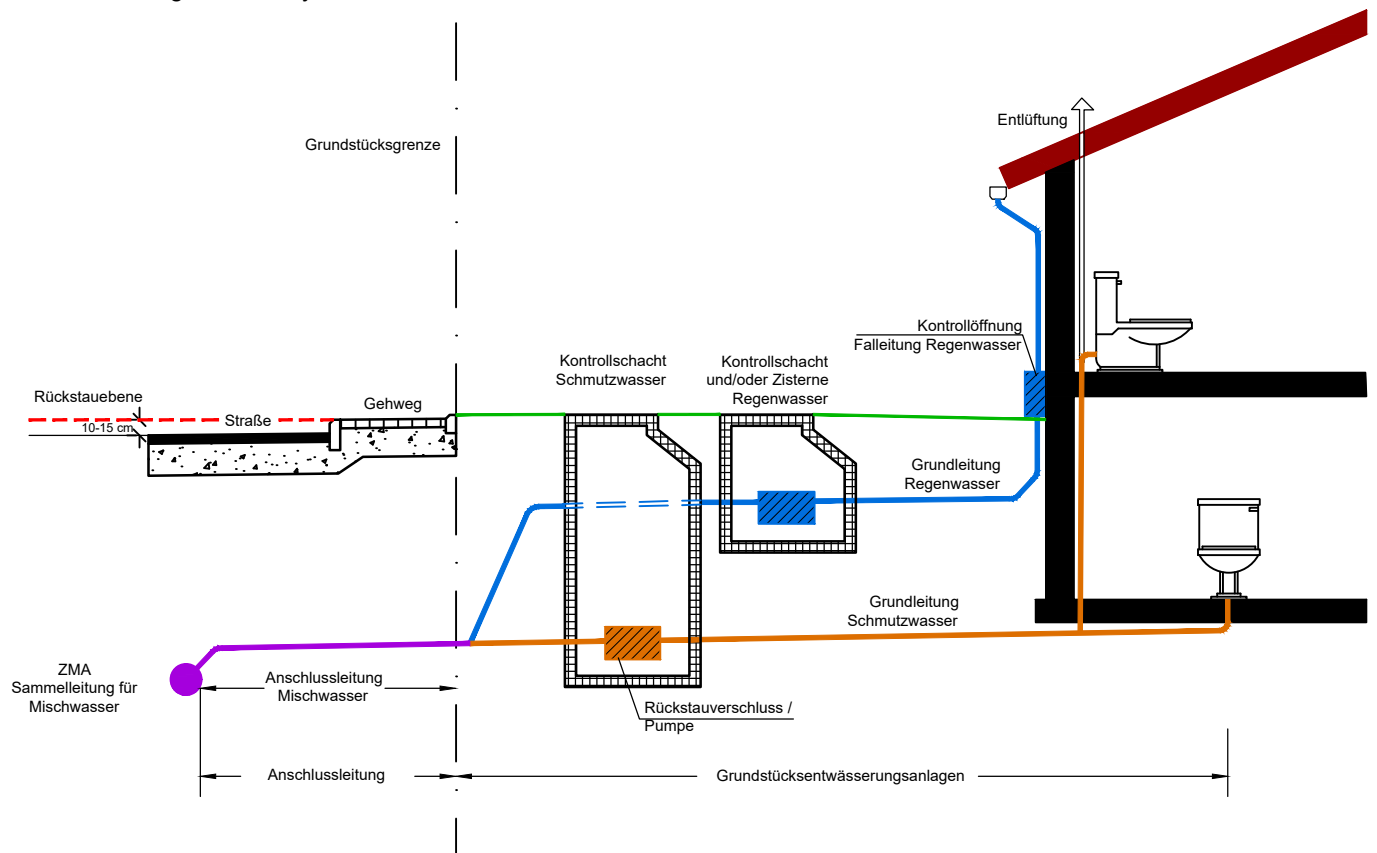 Entlüftung
Grundstücksgrenze
Kontrollöffnung
Falleitung Regenwasser
Kontrollschacht
Schmutzwasser
Kontrollschacht
und/oder Zisterne
Regenwasser
Rückstauebene
Gehweg
Straße
10-15 cm
Grundleitung
Regenwasser
Grundleitung
Schmutzwasser
ZMA
Sammelleitung für
Mischwasser
Anschlussleitung
Mischwasser
Rückstauverschluss /
Pumpe
Anschlussleitung
Grundstücksentwässerungsanlagen